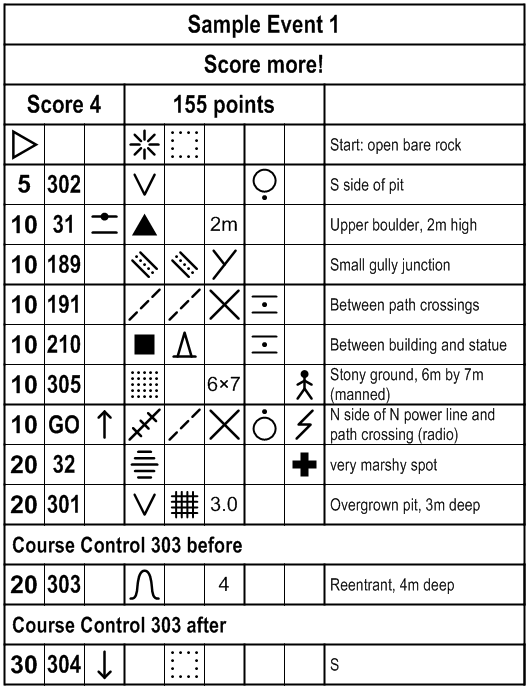 Sample Event 1
Score more!
Score 4 155 points
Start: open bare rock
5 302 S side of pit
10 31 2m Upper boulder, 2m high
10 189 Small gully junction
10 191 Between path crossings
10 210 Between building and statue
10 305 6×7 Stony ground, 6m by 7m
(manned)
10 GO N side of N power line and
path crossing (radio)
20 32 very marshy spot
20 301 3.0 Overgrown pit, 3m deep
Course Control 303 before
20 303 4 Reentrant, 4m deep
Course Control 303 after
30 304 S